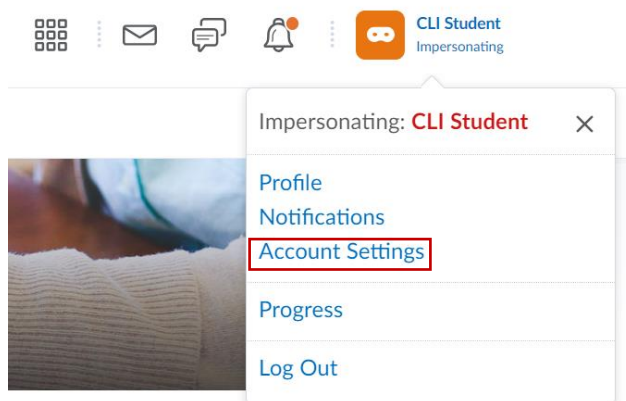 CLI Student
Impersonating
Impersonating: CLI Student
Profile
Notifications
Account Settings
Progress
Log Out